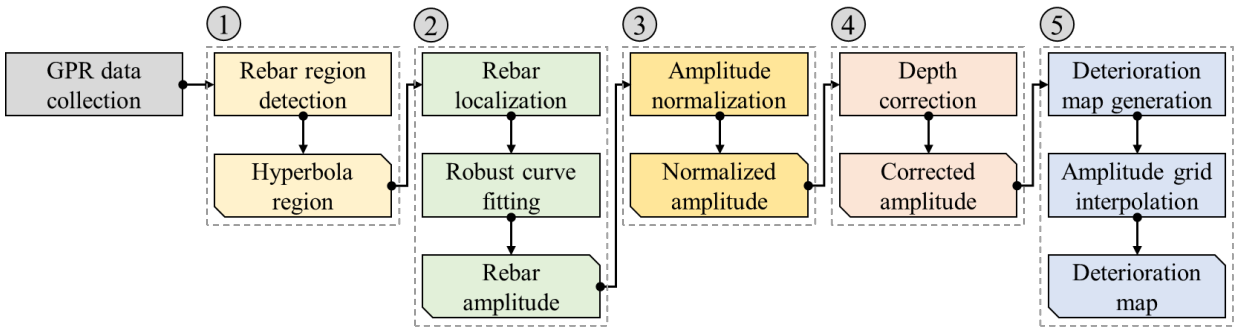 1
2
3
4
5
GPR data
collection
Rebar region
detection
Hyperbola
region
Rebar
localization
Robust curve
fitting
Rebar
amplitude
Amplitude
normalization
Normalized
amplitude
Depth
correction
Corrected
amplitude
Deterioration
map generation
Amplitude grid
interpolation
Deterioration
map